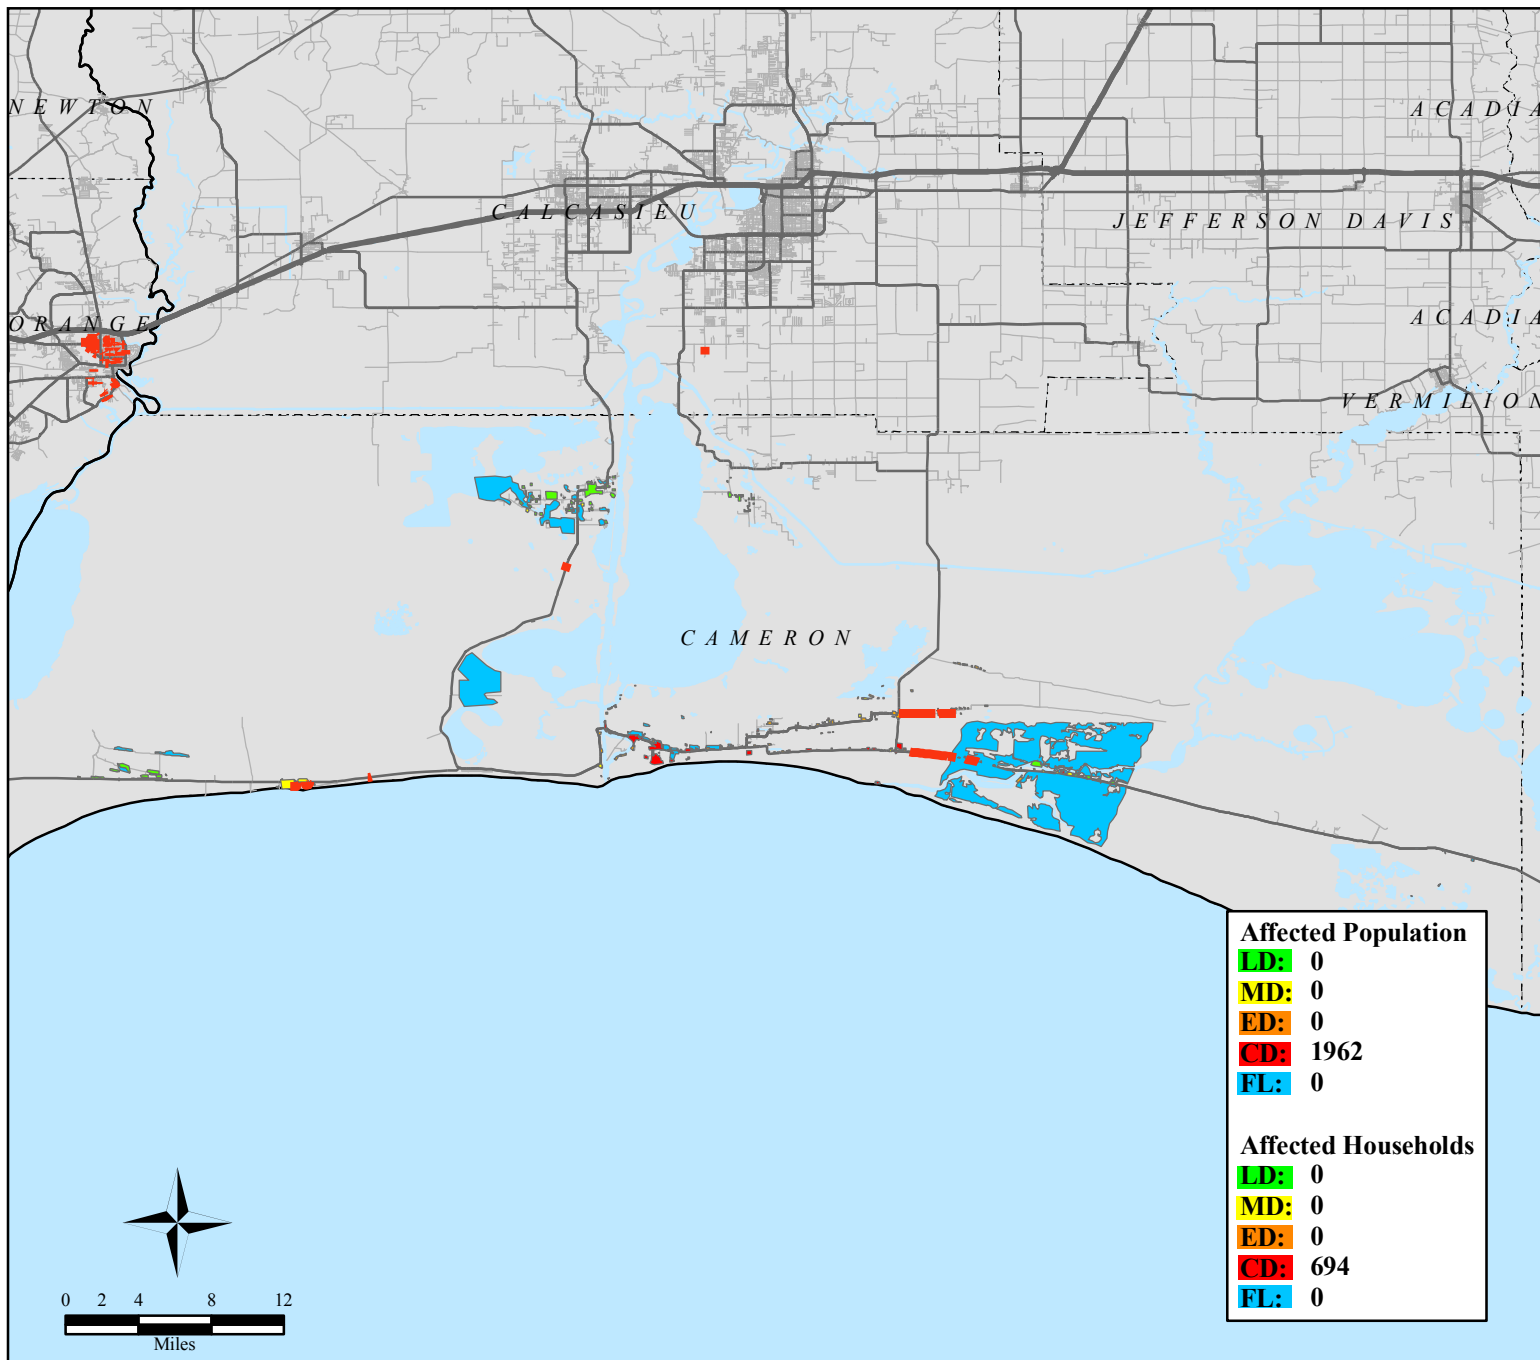 NEWTON
ACADIA
CALCASIEU
JEFFERSON DAVIS
ORANGE
ACADIA
VERMILION
CAMERON
Affected Population
LD: 0
MD: 0
ED: 0
CD: 1962
FL: 0
Affected Households
LD: 0
MD: 0
ED: 0
CD: 694
FL: 0
0 2 4 8 12
Miles